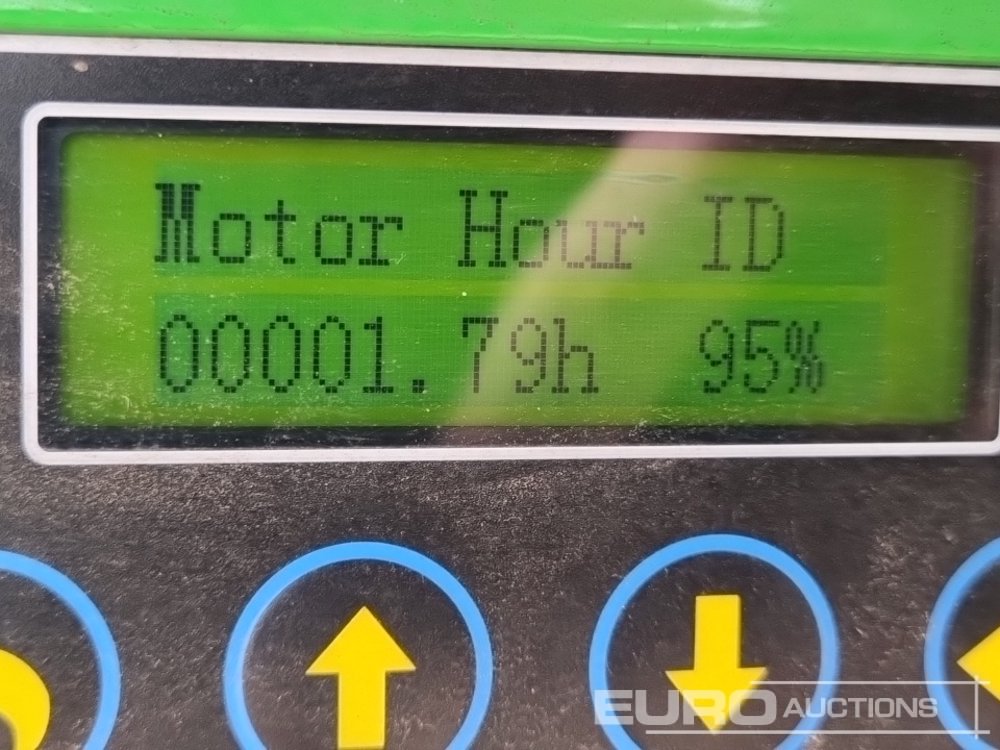 Motor Hour ID
00001.79h 95%
EURO AUCTIONS